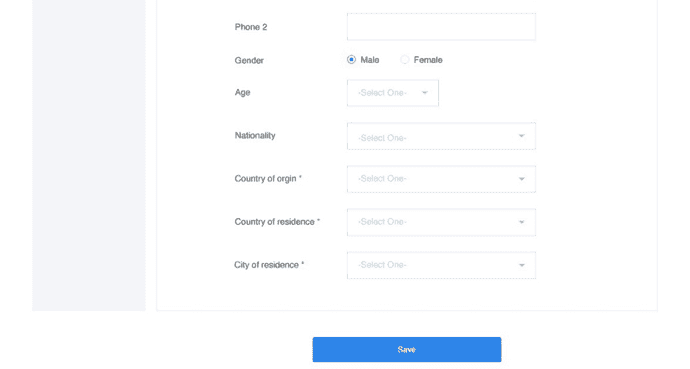 Phone 2
Gender Male Female
Age -Select One-
Nationality -Select One-
Country of orgin * -Select One-
Country of residence * -Select One-
City of residence * -Select One-
Save